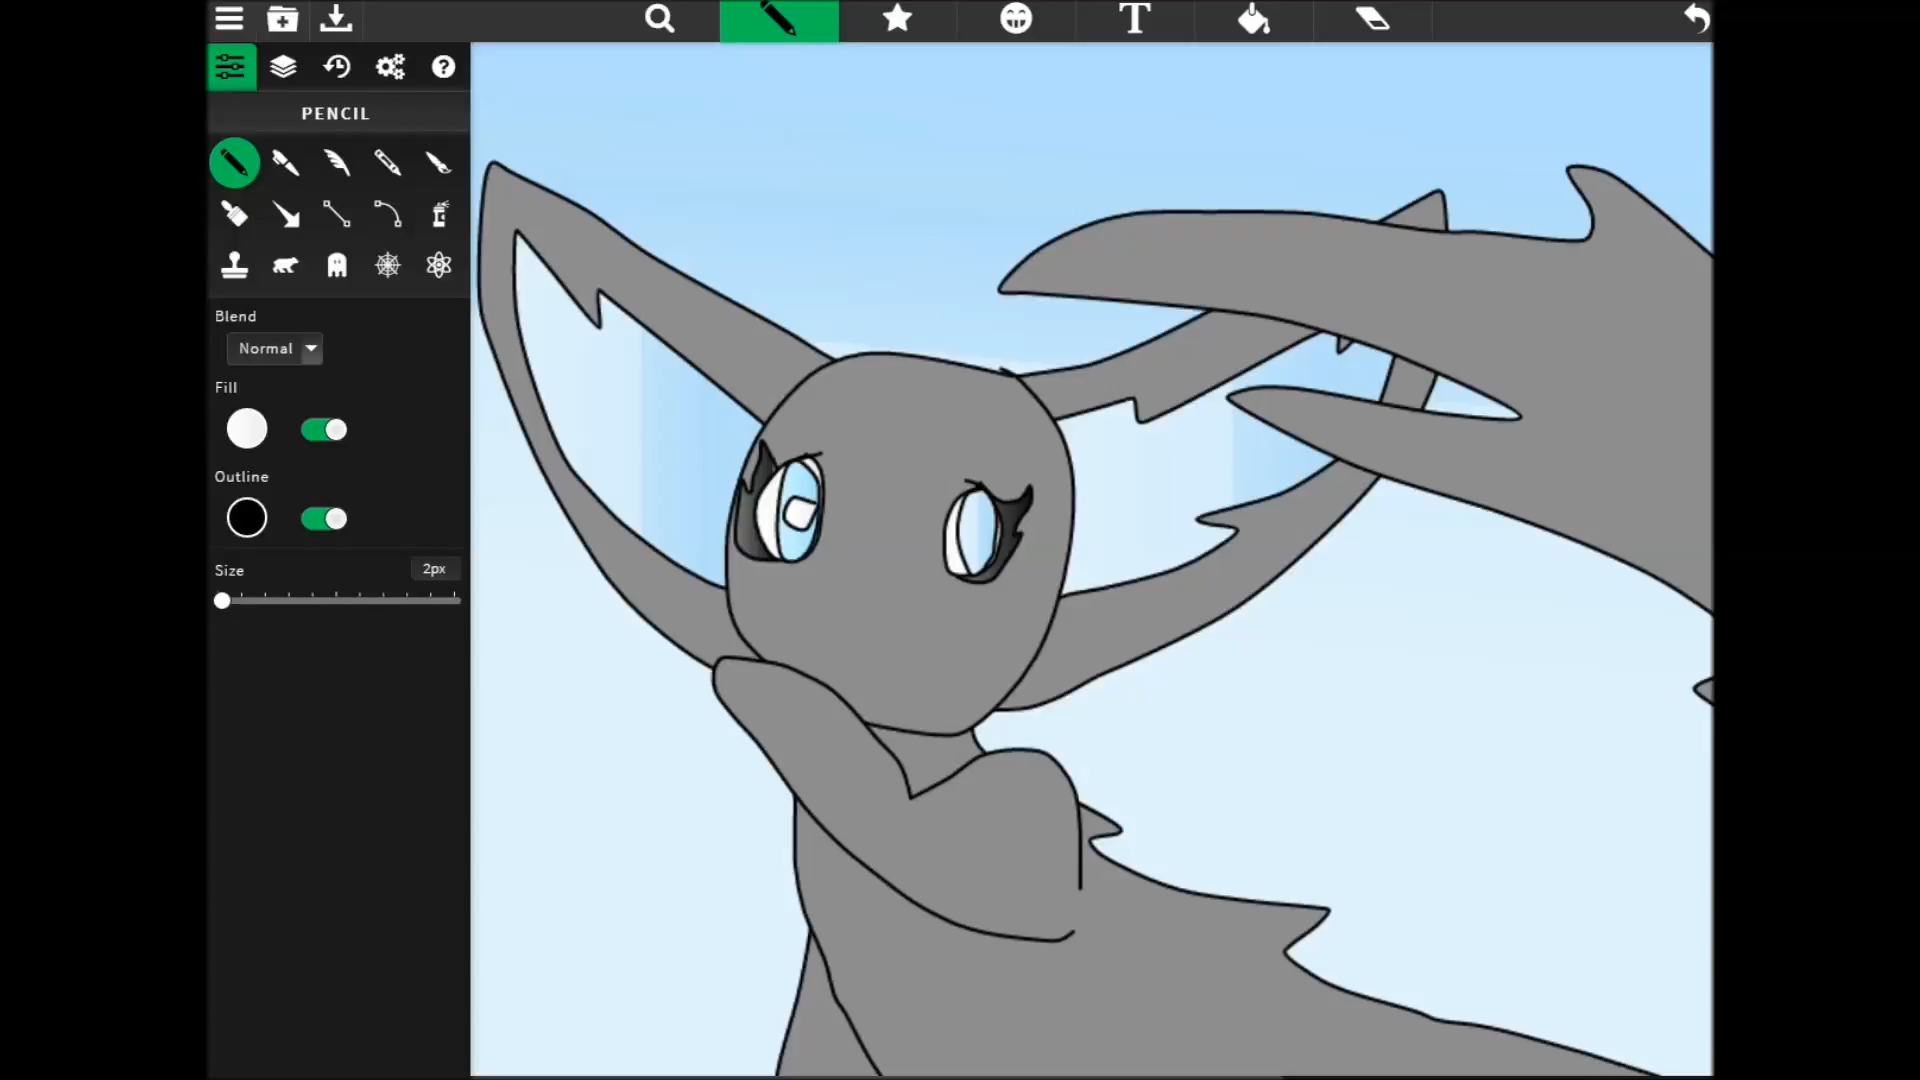 T
PENCIL
Blend
Normal
Fill
Outline
Size
2px